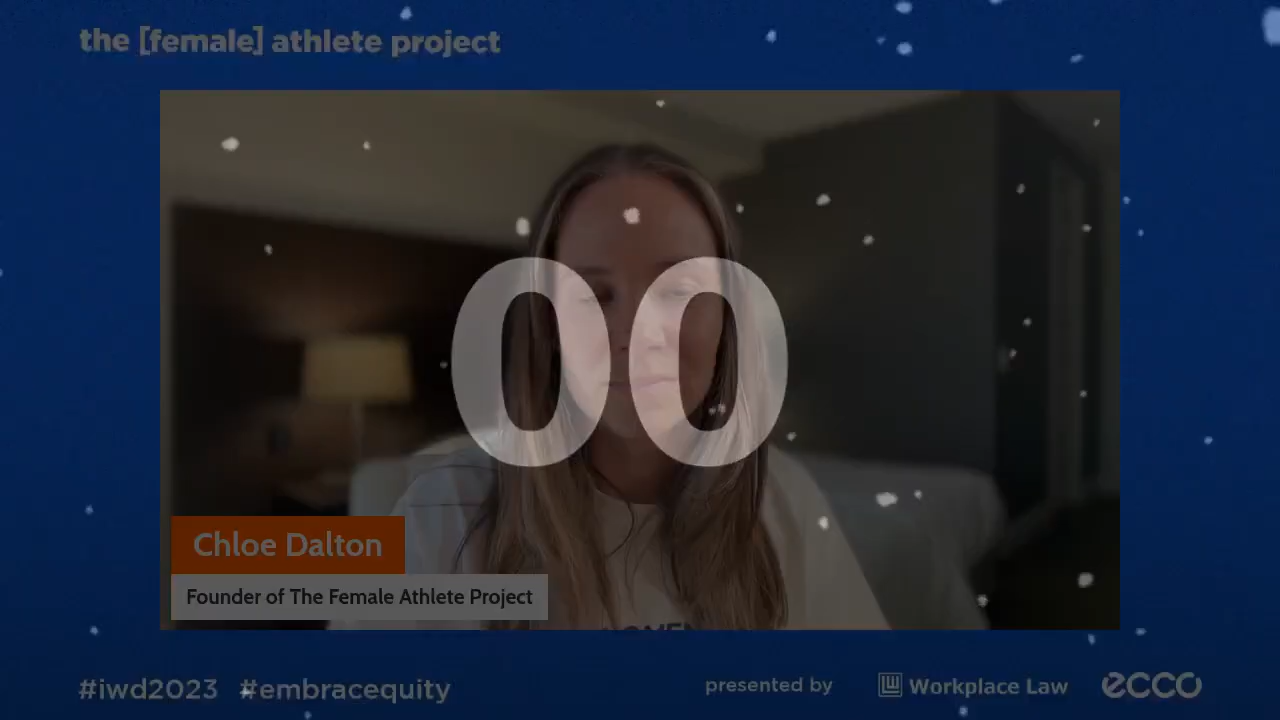 the [female] athlete project
00
Chloe Dalton
Founder of The Female Athlete Project
#iwd2023 #embracequity
presented by
Workplace Law
ecco